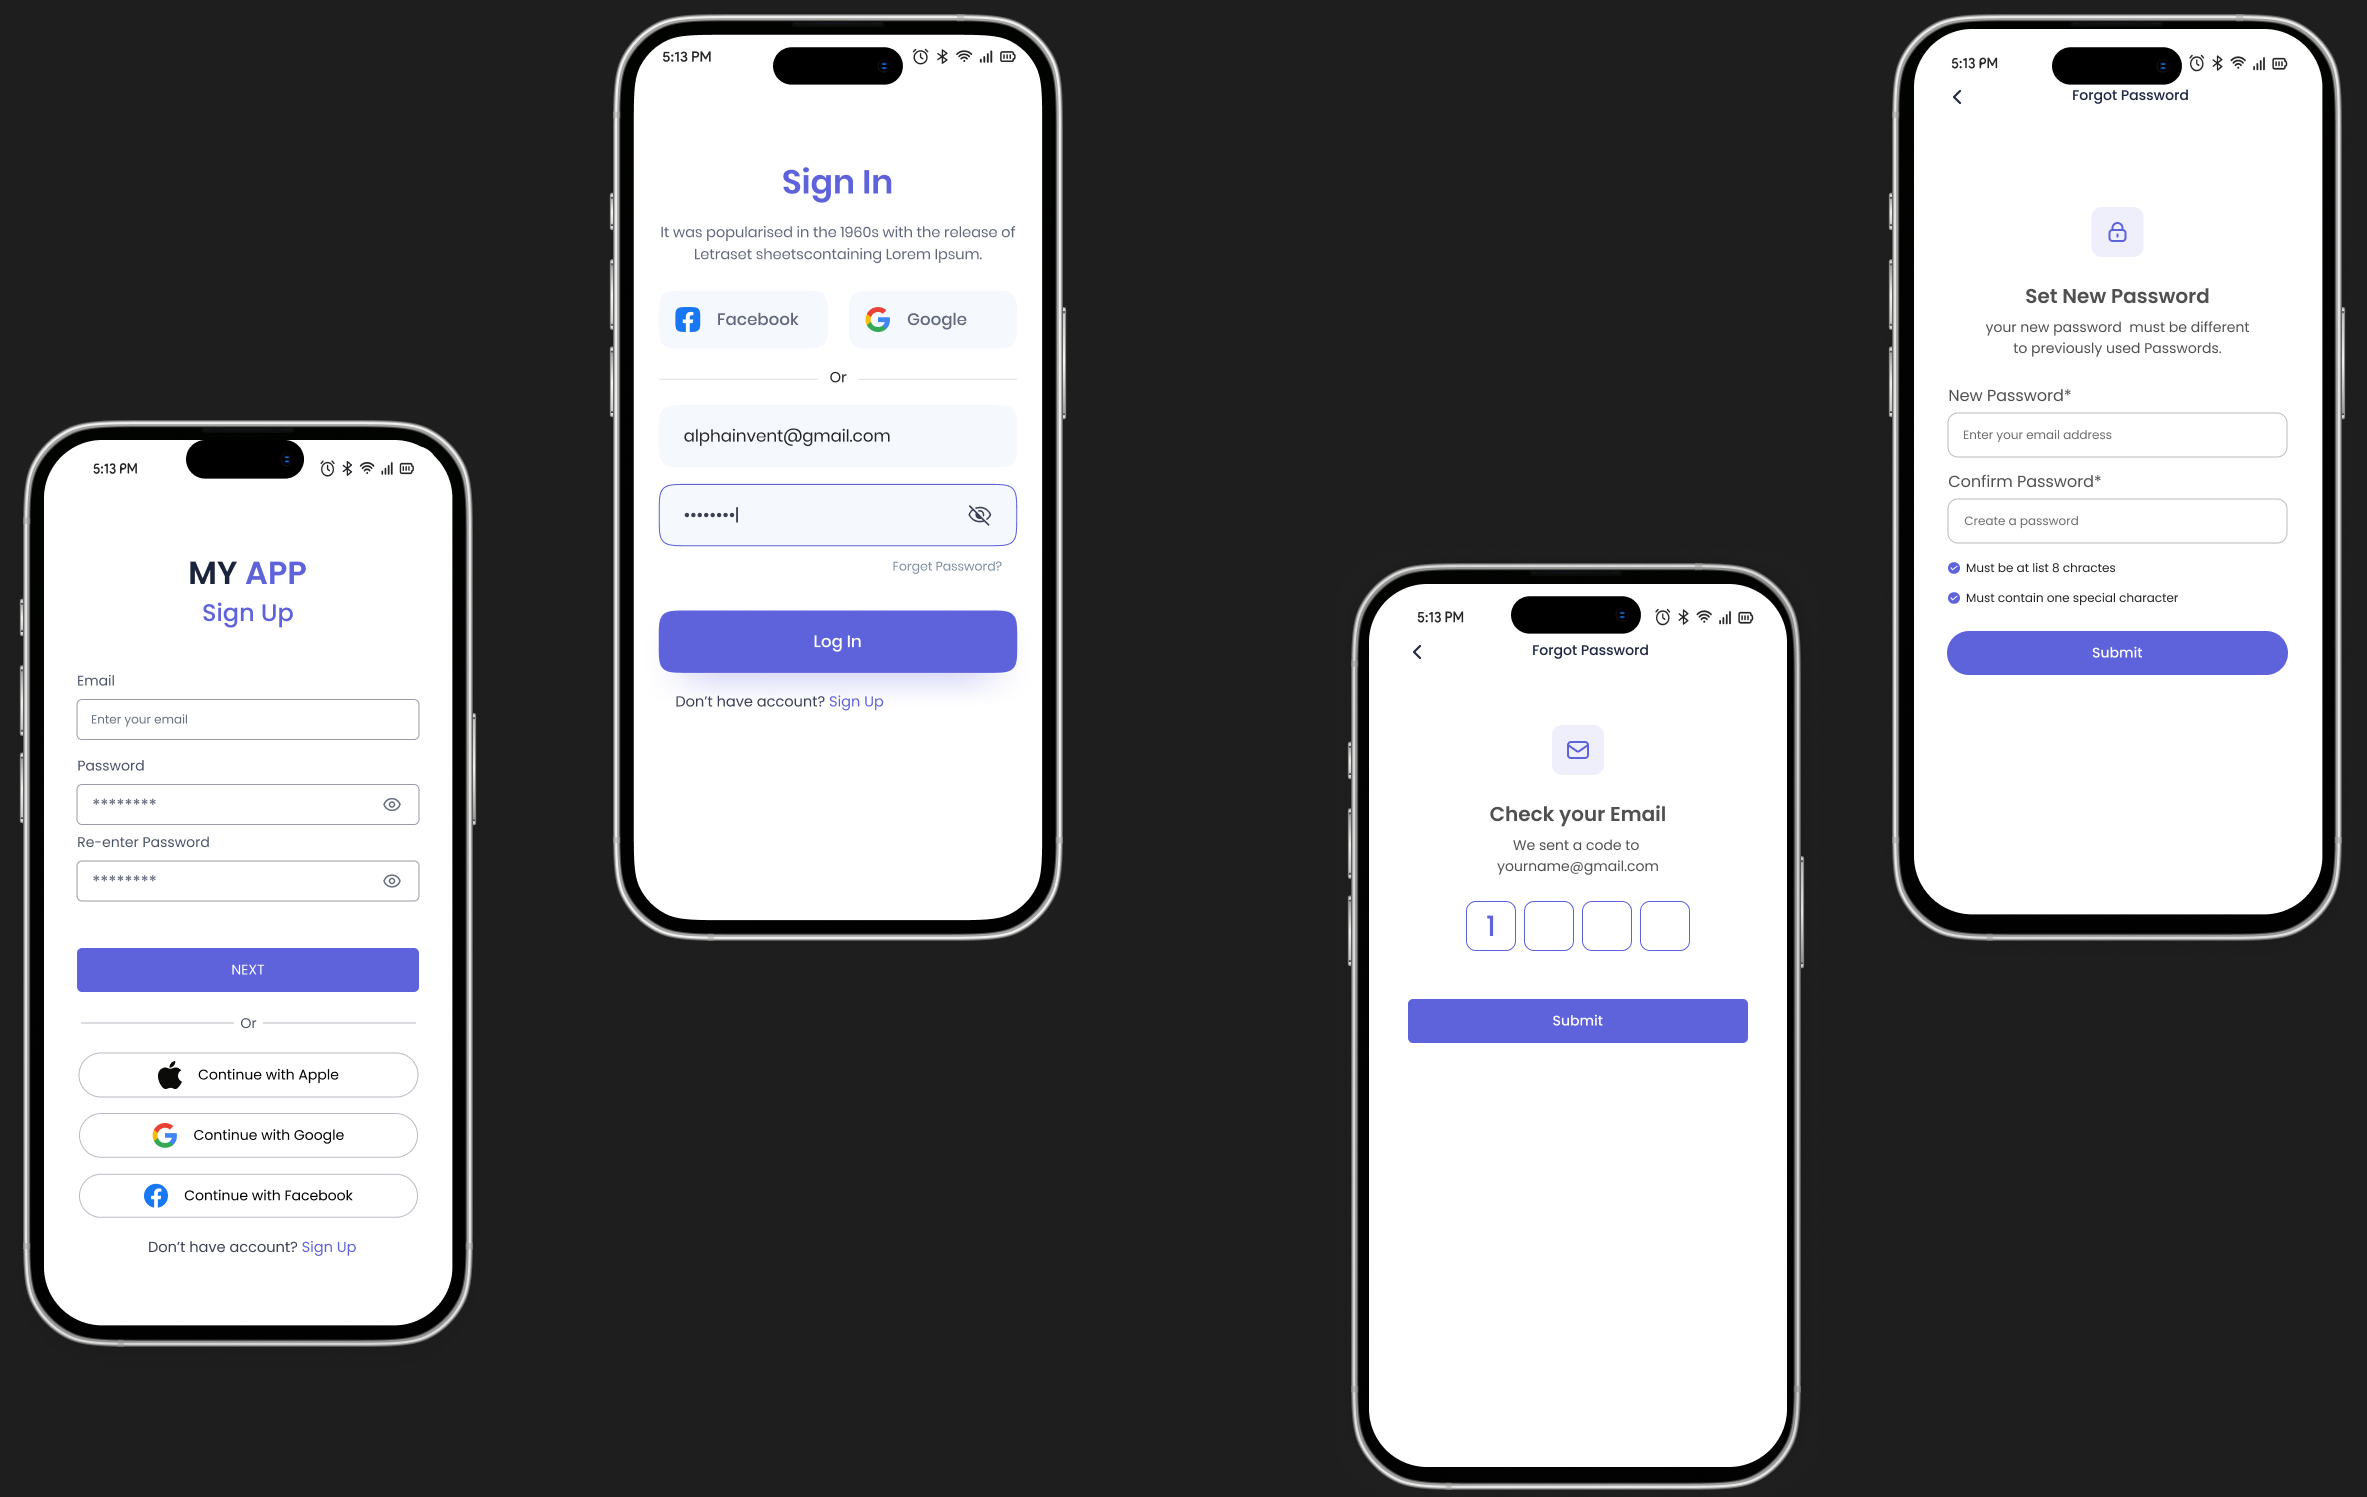 5:13 PM
MY APP
Sign Up
Email
Enter your email
Password
********
Re-enter Password
********
NEXT
Or
Continue with Apple
Continue with Google
Continue with Facebook
Don't have account? Sign Up
5:13 PM
Sign In
It was popularised in the 1960s with the release of
Letraset sheetscontaining Lorem Ipsum.
Facebook
Google
Or
alphainvent@gmail.com
••••••••
Forget Password?
Log In
Don't have account? Sign Up
5:13 PM
Forgot Password
Check your Email
We sent a code to
yourname@gmail.com
1
Submit
5:13 PM
Forgot Password
Set New Password
your new password  must be different
to previously used Passwords.
New Password*
Enter your email address
Confirm Password*
Create a password
Must be at list 8 chractes
Must contain one special character
Submit